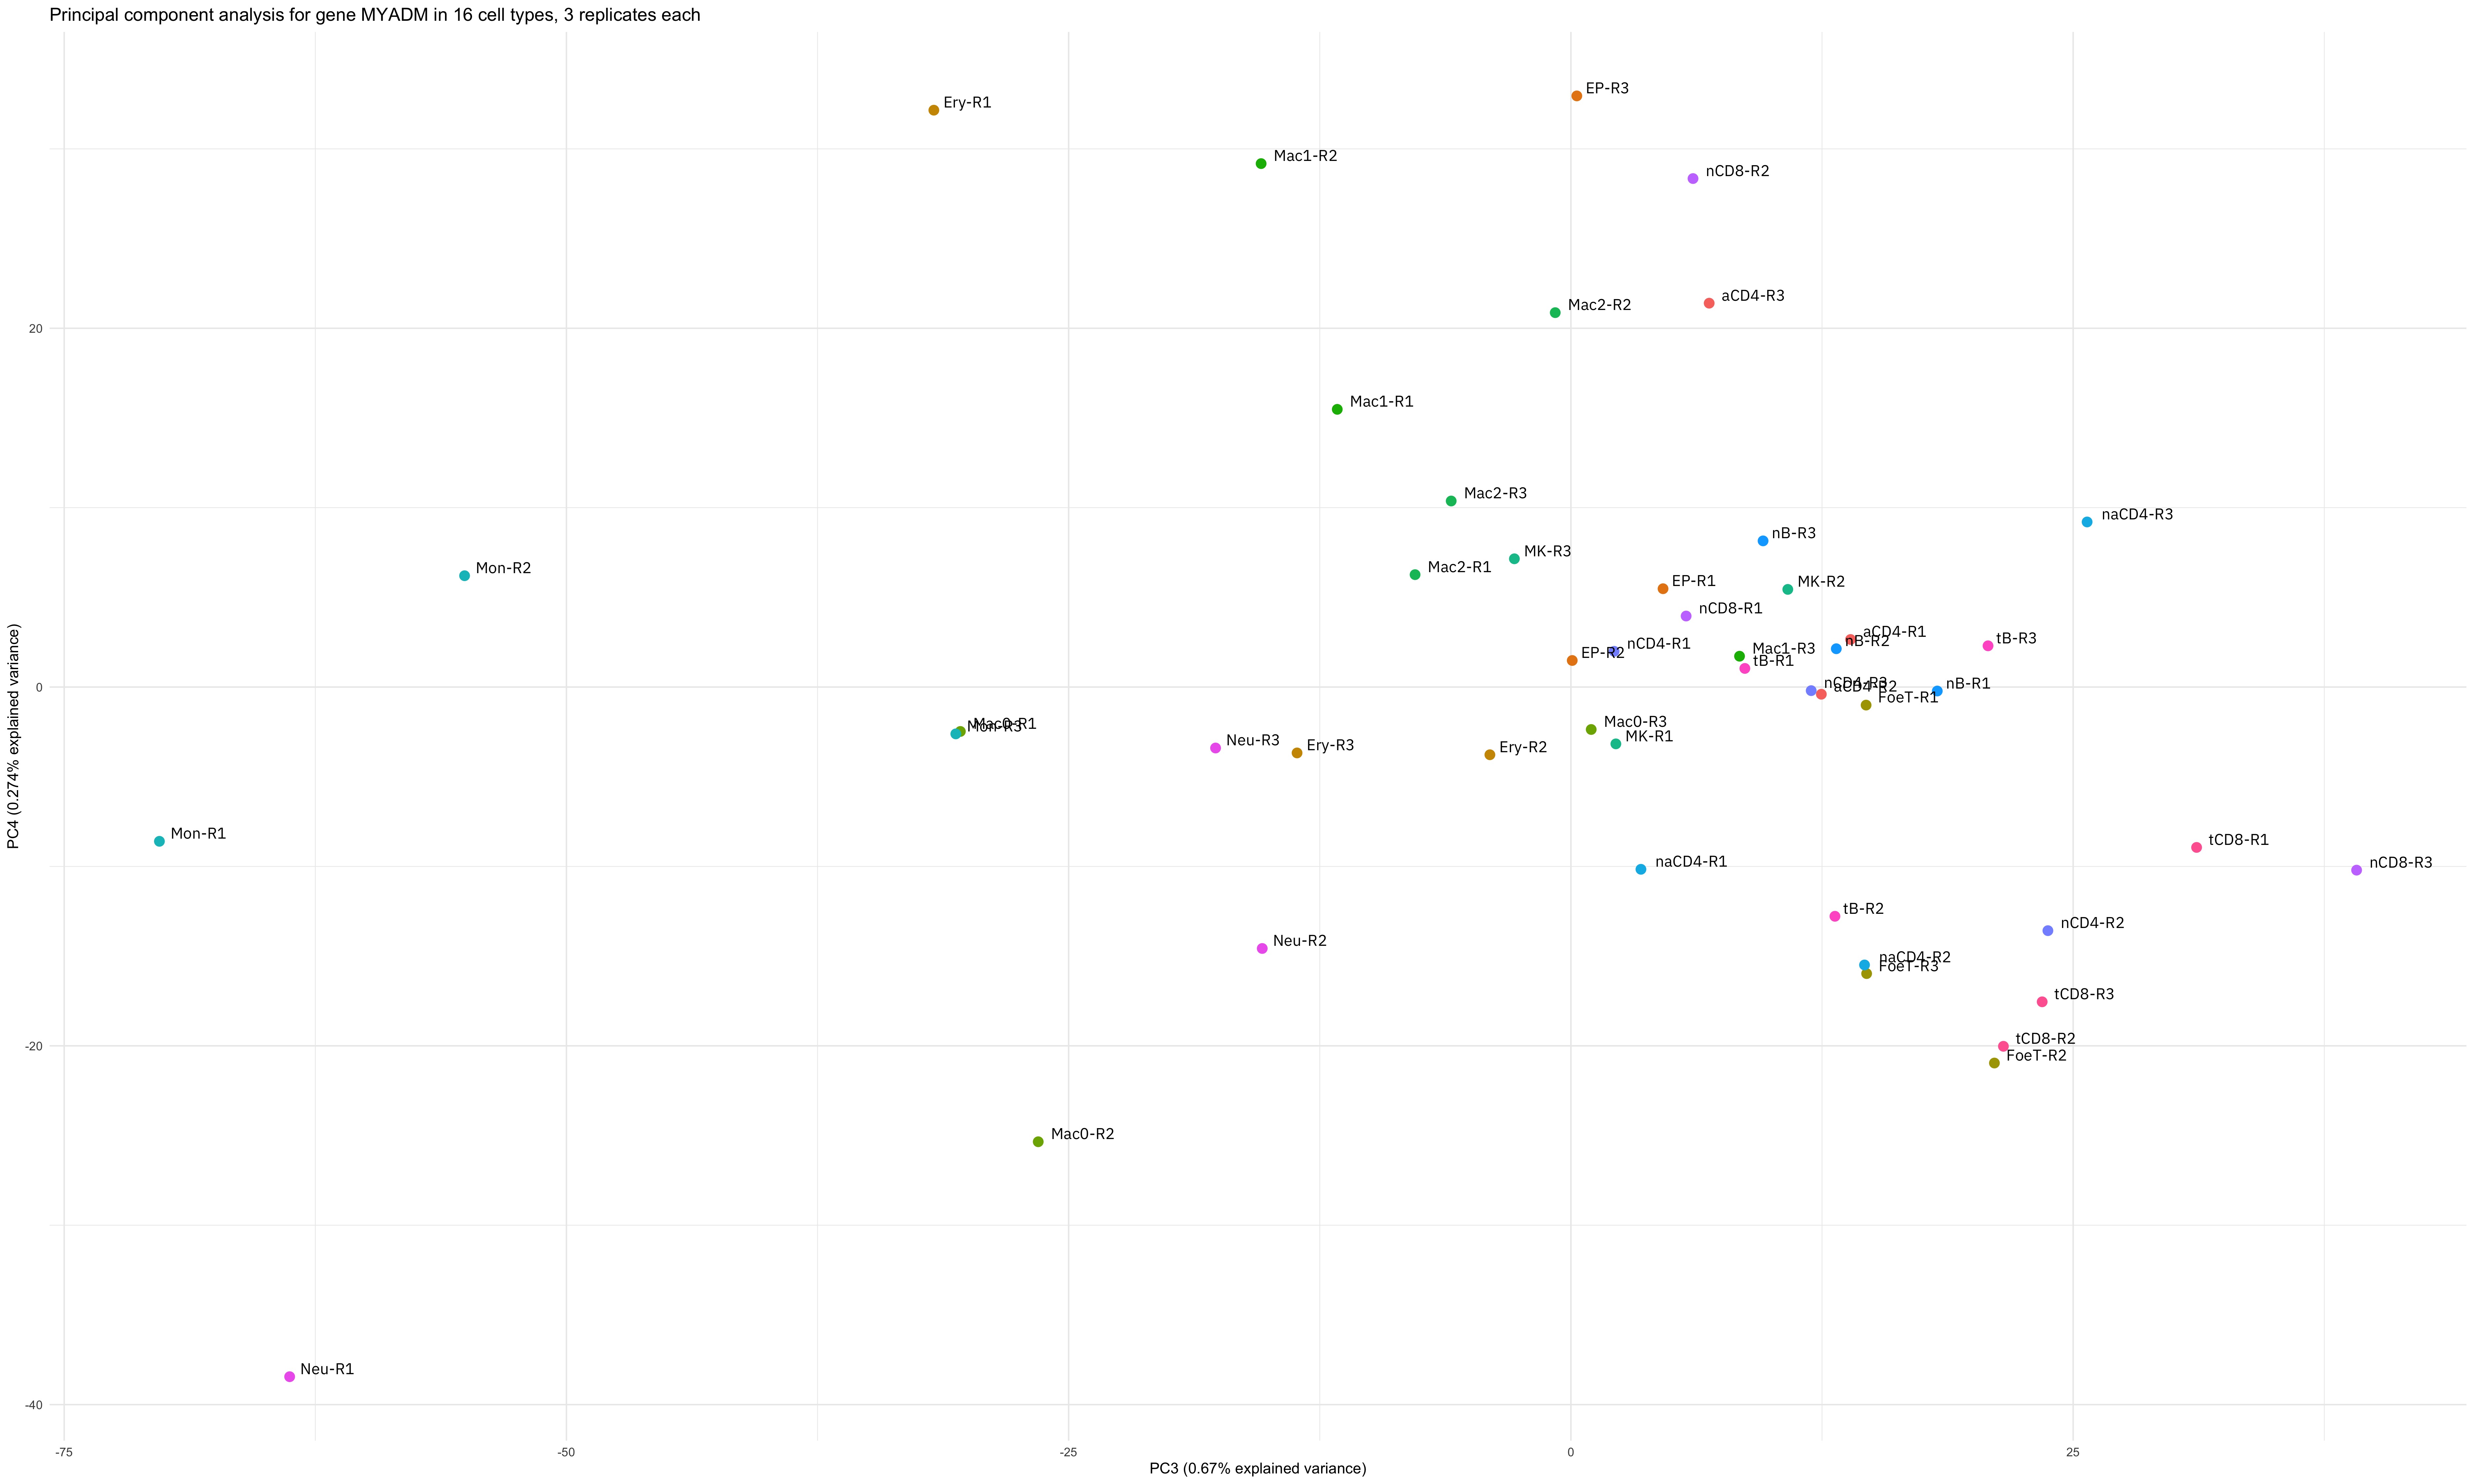 Principal component analysis for gene MYADM in 16 cell types, 3 replicates each
EP-R3
Ery-R1
Mac1-R2
nCD8-R2
aCD4-R3
Mac2-R2
20
Mac1-R1
Mac2-R3
naCD4-R3
nB-R3
MK-R3
Mac2-R1
Mon-R2
EP-R1
MK-R2
nCD8-R1
aCD4-R1
nB-R2
tB-R3
nCD4-R1
Mac1-R3
EP-R2
tB-R1
nCD4-R3
aCD4-R2
nB-R1
0
FoeT-R1
Mac0-R1
Mon-R3
Mac0-R3
MK-R1
Neu-R3
Ery-R3
Ery-R2
PC4 (0.274% explained variance)
Mon-R1
tCD8-R1
naCD4-R1
nCD8-R3
tB-R2
nCD4-R2
Neu-R2
naCD4-R2
FoeT-R3
tCD8-R3
tCD8-R2
-20
FoeT-R2
Mac0-R2
Neu-R1
-40
-75 -50 -25 0 25
PC3 (0.67% explained variance)